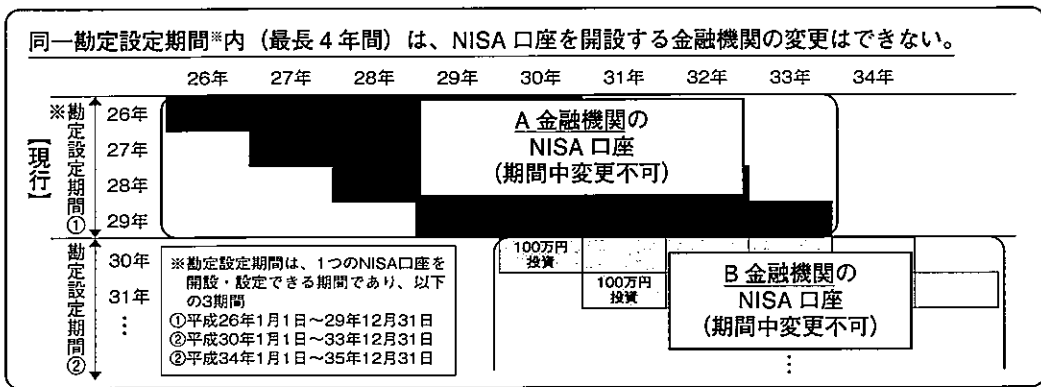 同一勘定設定期間※内（最長4年間）は、NISA口座を開設する金融機関の変更はできない。
26年 27年 28年 29年 30年 31年 32年 33年 34年
【現行】
※勘定設定期間①
26年
27年
28年
29年
A金融機関の
NISA口座
(期間中変更不可)
勘定設定期間②
30年
31年
⋮
※勘定設定期間は、1つのNISA口座を
開設・設定できる期間であり、以下
の3期間
①平成26年1月1日～29年12月31日
②平成30年1月1日～33年12月31日
②平成34年1月1日～35年12月31日
100万円
投資
100万円
投資
B金融機関の
NISA口座
(期間中変更不可)
⋮